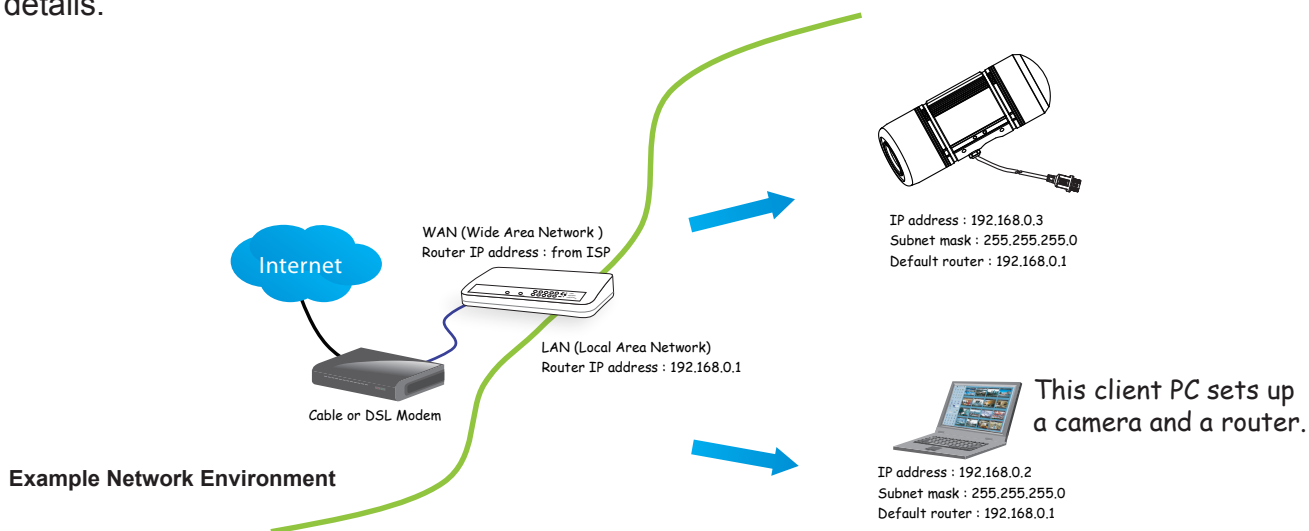 details.
WAN (Wide Area Network )
Router IP address : from ISP
Internet
IP address : 192.168.0.3
Subnet mask : 255.255.255.0
Default router : 192.168.0.1
LAN (Local Area Network)
Router IP address : 192.168.0.1
Cable or DSL Modem
This client PC sets up
a camera and a router.
Example Network Environment
IP address : 192.168.0.2
Subnet mask : 255.255.255.0
Default router : 192.168.0.1